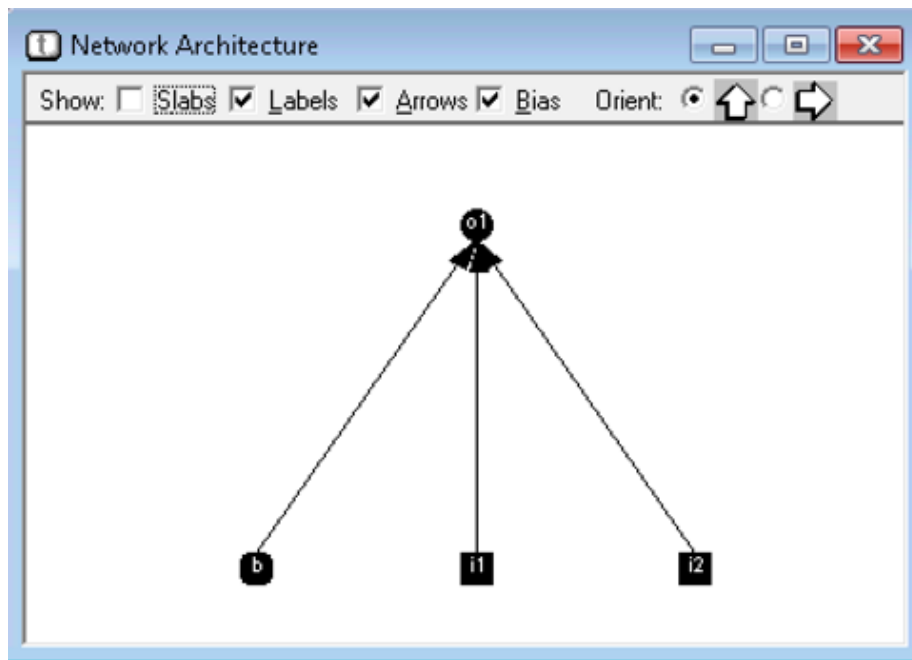 t Network Architecture
Show: Slabs Labels Arrows Bias Orient:
o1
b i1 i2